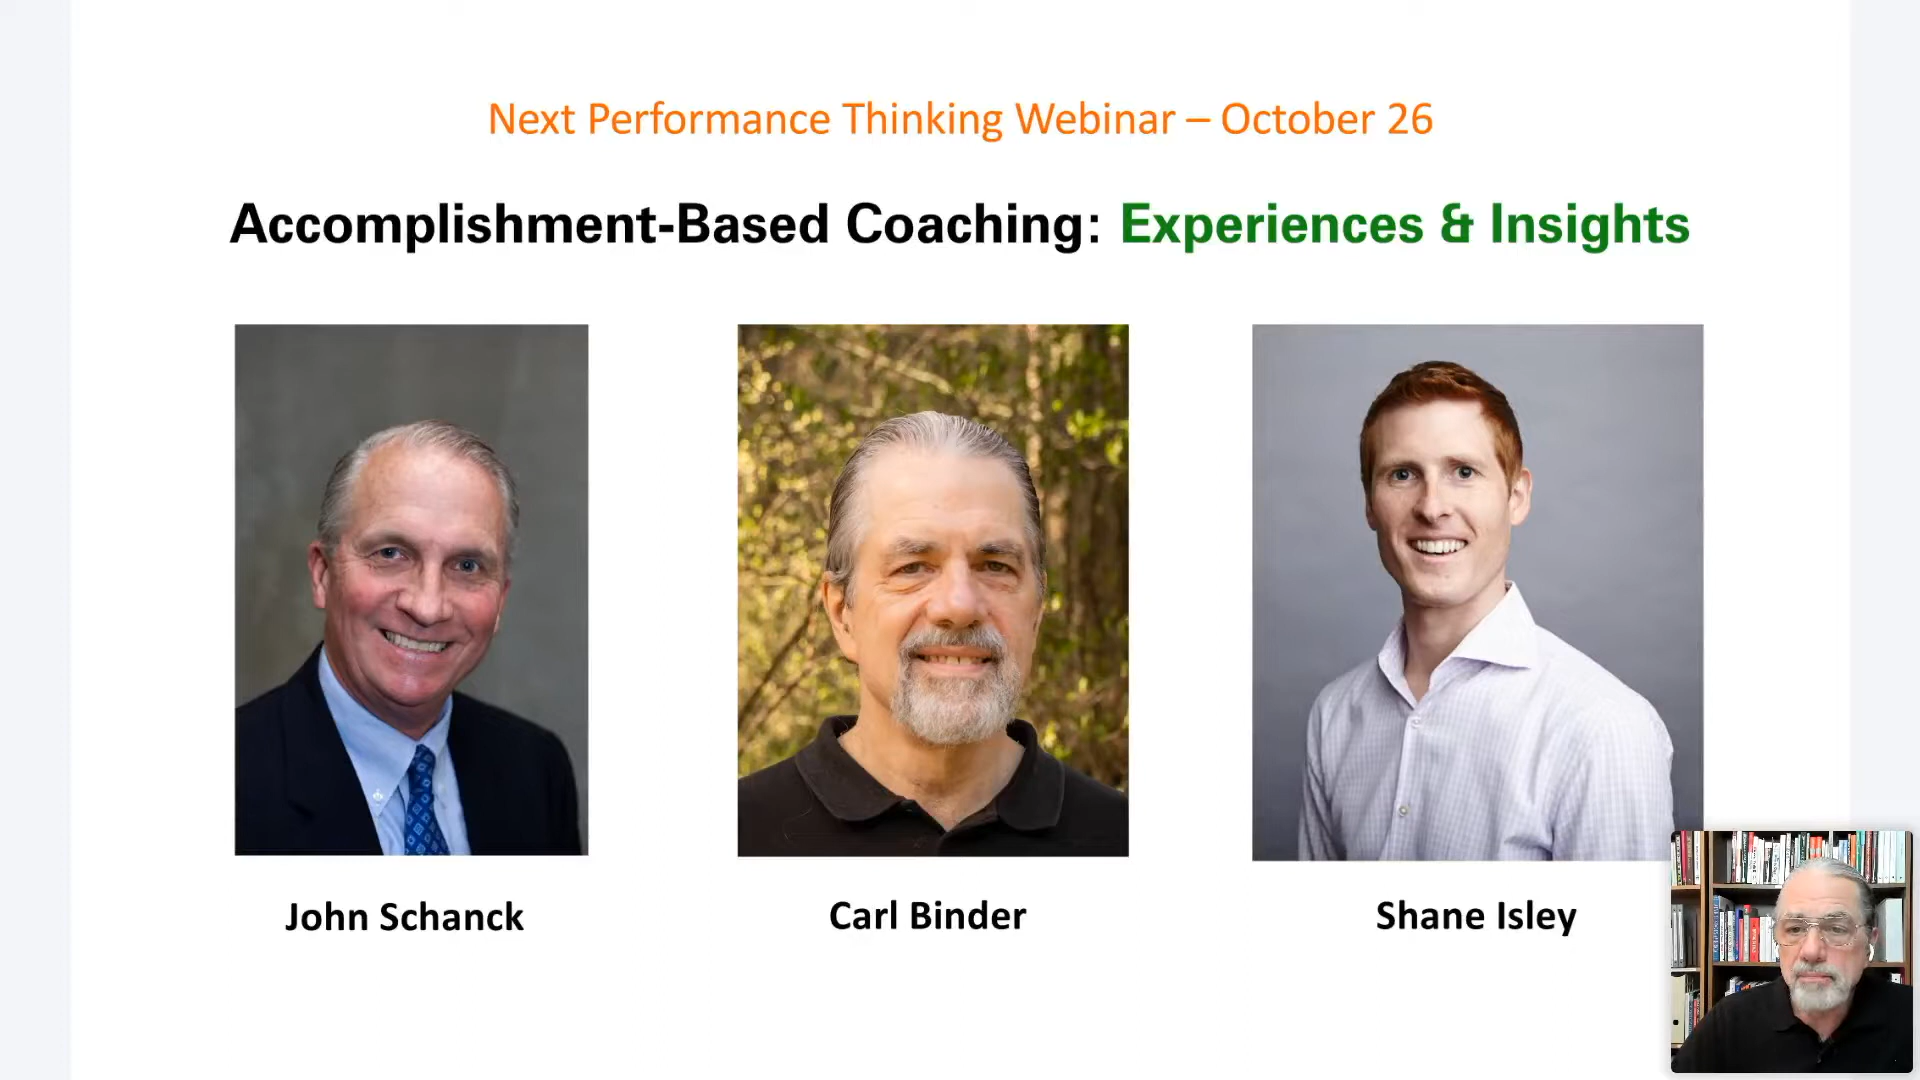 Next Performance Thinking Webinar – October 26
Accomplishment-Based Coaching: Experiences & Insights
John Schanck
Carl Binder
Shane Isley